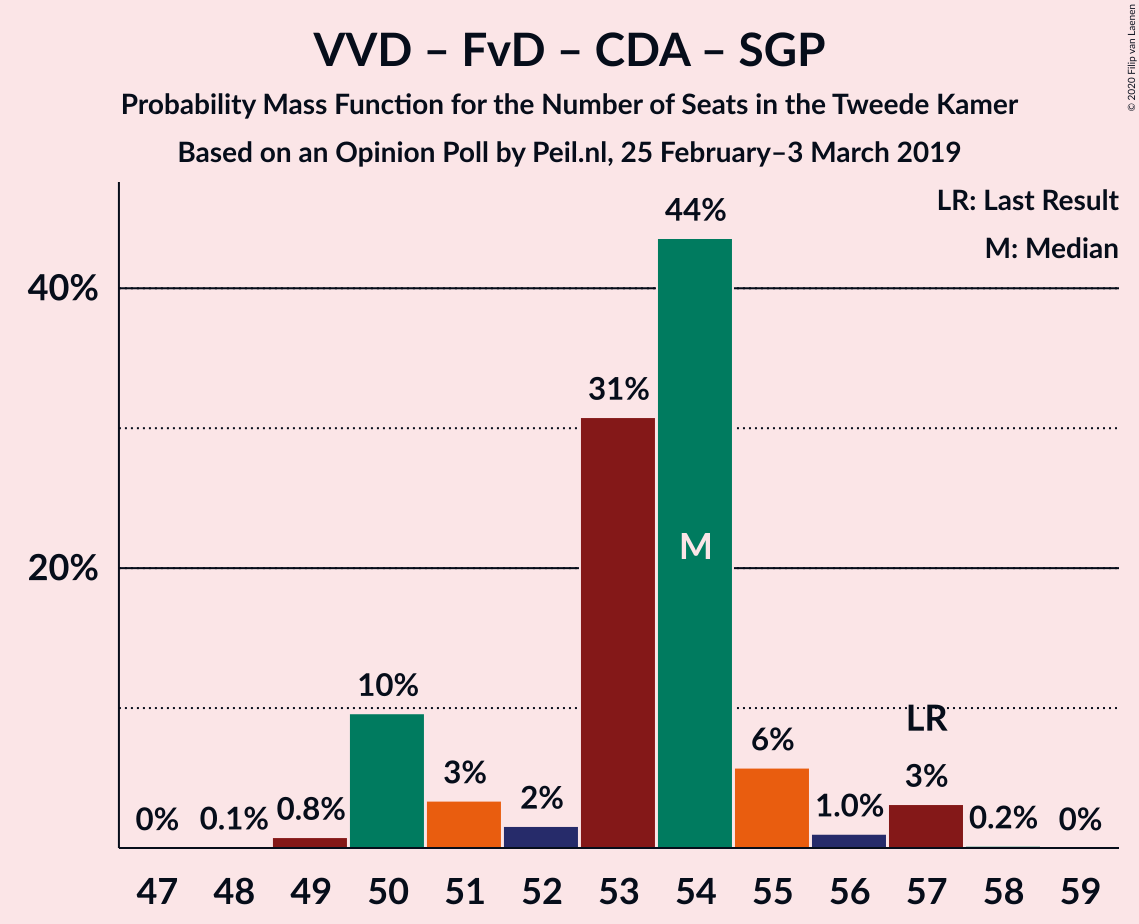 VVD – FvD – CDA – SGP
Probability Mass Function for the Number of Seats in the Tweede Kamer
Based on an Opinion Poll by Peil.nl, 25 February–3 March 2019
© 2020 Filip van Laenen
LR: Last Result
M: Median
40%
20%
0%
0.1%
0.8%
10%
3%
2%
31%
44%
M
6%
1.0%
LR
3%
0.2%
0%
47 48 49 50 51 52 53 54 55 56 57 58 59